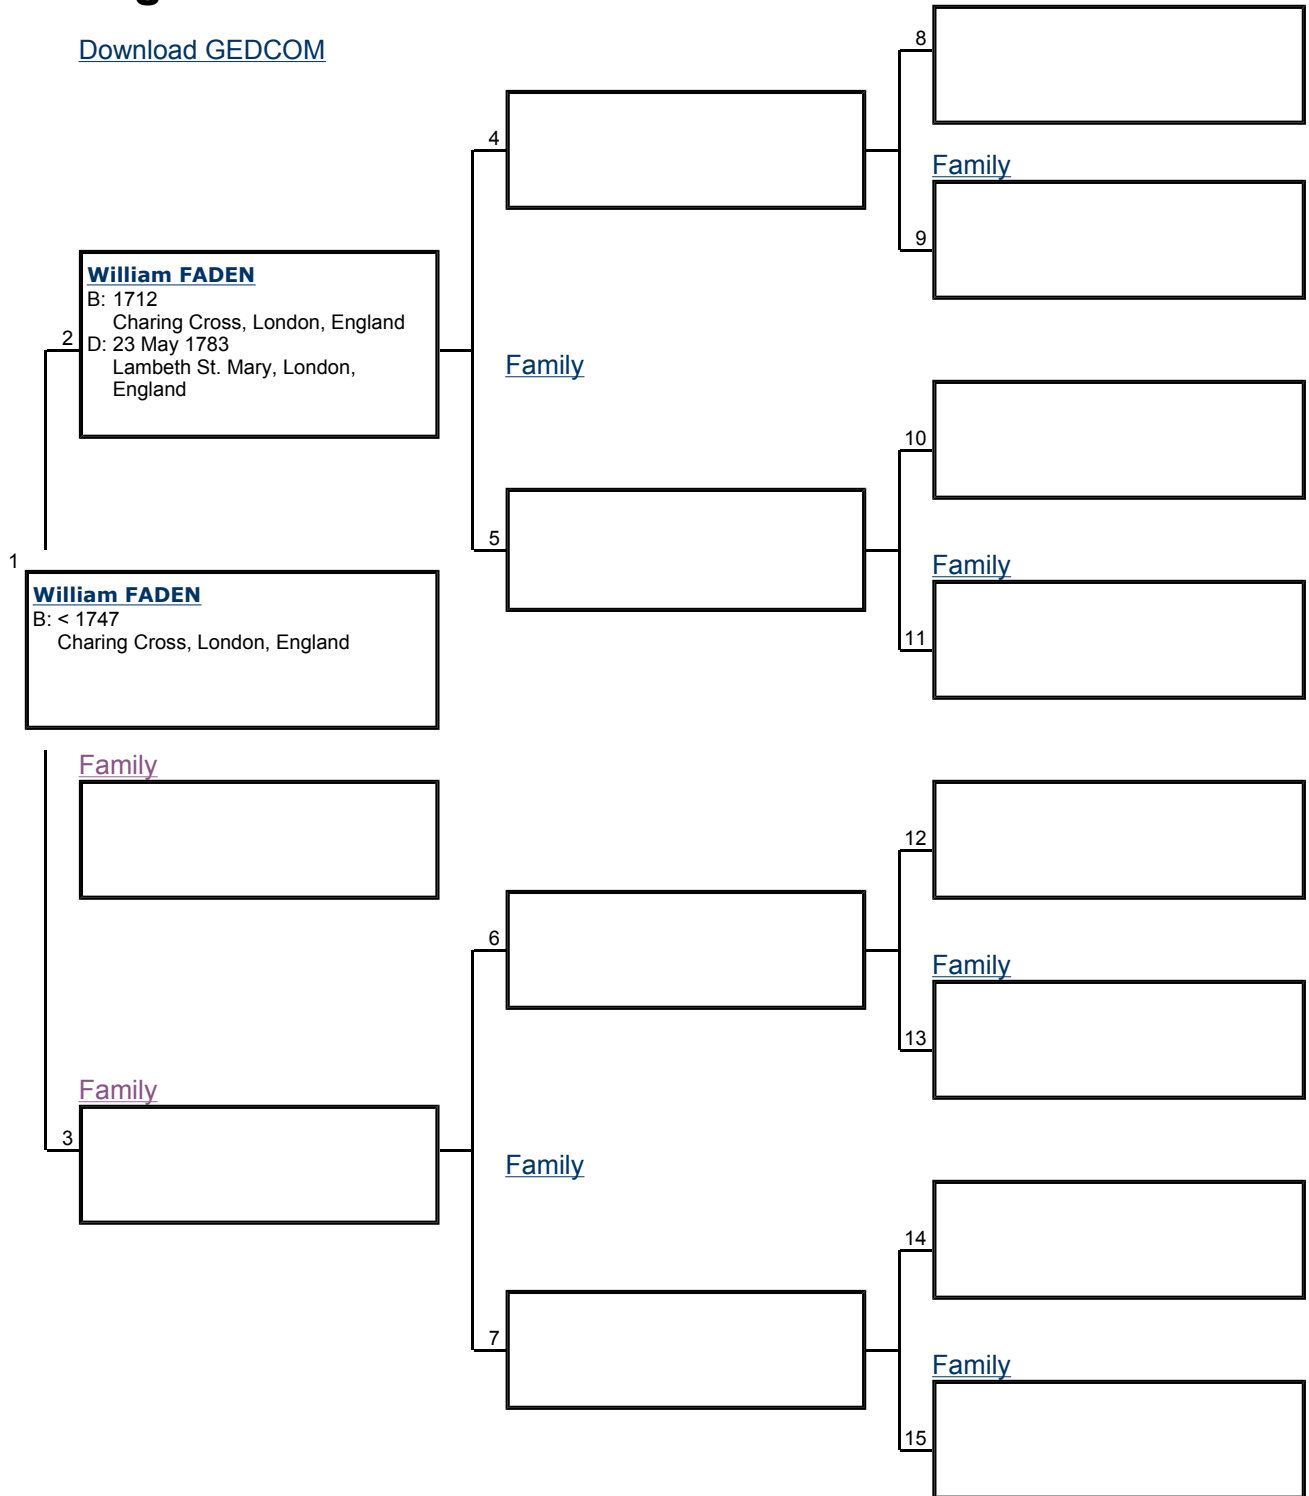 Download GEDCOM
8
4
Family
9
William FADEN
B: 1712
Charing Cross, London, England
2
D: 23 May 1783
Lambeth St. Mary, London,
England
Family
10
5
1
Family
William FADEN
B: < 1747
Charing Cross, London, England
11
Family
12
6
Family
13
Family
3
Family
14
7
Family
15